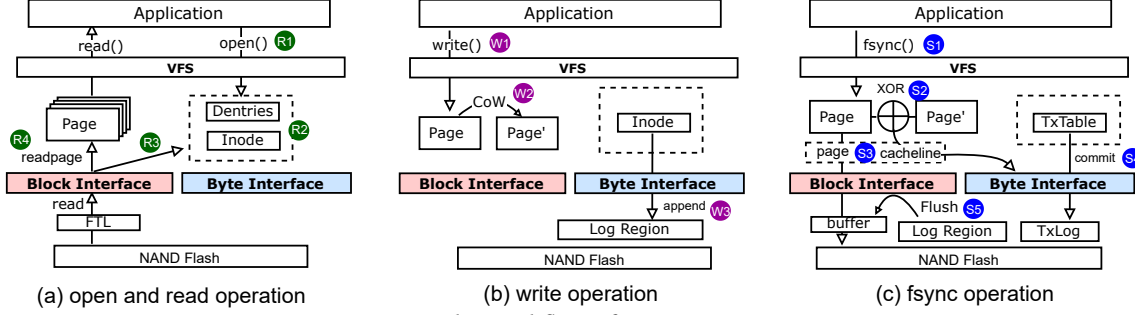 Application
read()
open() R1
VFS
Dentries
Page
Inode
R2
R4
R3
readpage
Block Interface
Byte Interface
read
FTL
NAND Flash
(a) open and read operation
Application
write() W1
VFS
W2
CoW
Page
Page'
Inode
Block Interface
Byte Interface
append W3
Log Region
NAND Flash
(b) write operation
Application
fsync() S1
VFS
XOR S2
Page
Page'
TxTable
page S3 cacheline
commit
Block Interface
Byte Interface
Flush S5
buffer
Log Region
TxLog
NAND Flash
(c) fsync operation